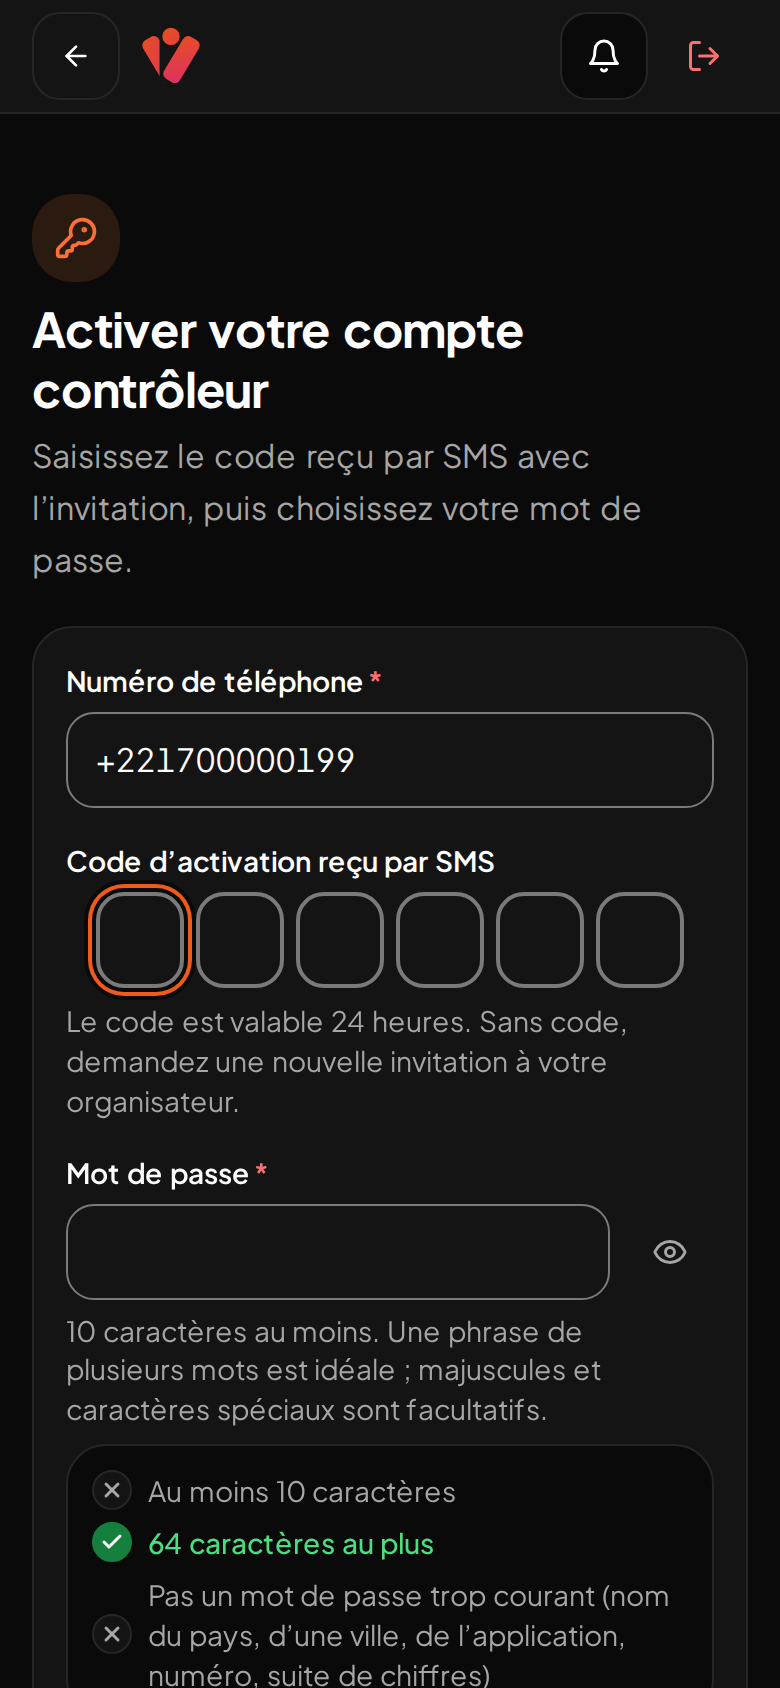 Activer votre compte
contrôleur
Saisissez le code reçu par SMS avec
l’invitation, puis choisissez votre mot de
passe.
Numéro de téléphone *
+221700000199
Code d’activation reçu par SMS
Le code est valable 24 heures. Sans code,
demandez une nouvelle invitation à votre
organisateur.
Mot de passe *
10 caractères au moins. Une phrase de
plusieurs mots est idéale ; majuscules et
caractères spéciaux sont facultatifs.
Au moins 10 caractères
64 caractères au plus
Pas un mot de passe trop courant (nom
du pays, d’une ville, de l’application,
numéro, suite de chiffres)